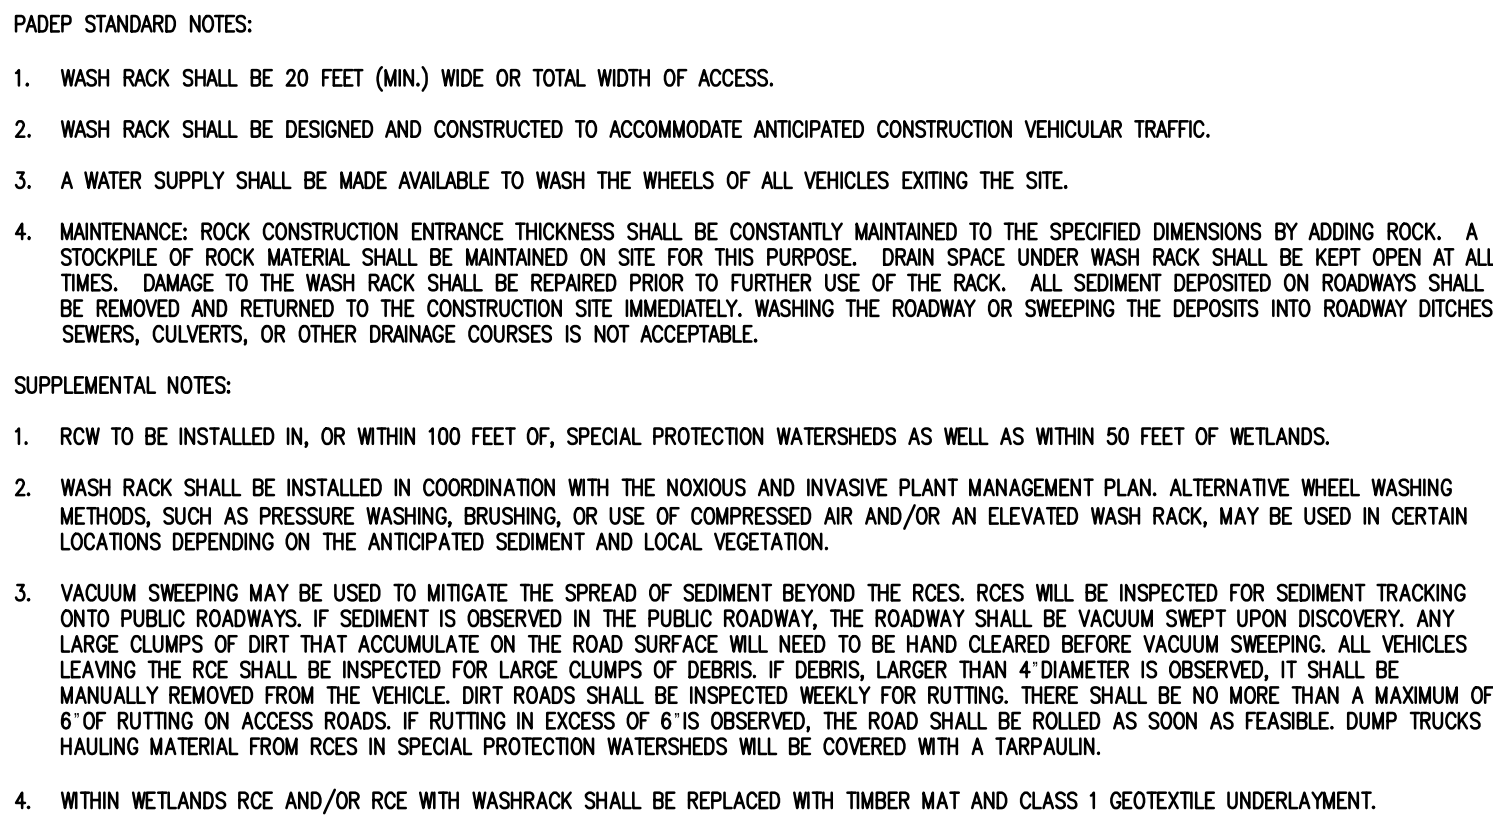 PADEP STANDARD NOTES:
1. WASH RACK SHALL BE 20 FEET (MIN.) WIDE OR TOTAL WIDTH OF ACCESS.
2. WASH RACK SHALL BE DESIGNED AND CONSTRUCTED TO ACCOMMODATE ANTICIPATED CONSTRUCTION VEHICULAR TRAFFIC.
3. A WATER SUPPLY SHALL BE MADE AVAILABLE TO WASH THE WHEELS OF ALL VEHICLES EXITING THE SITE.
4. MAINTENANCE: ROCK CONSTRUCTION ENTRANCE THICKNESS SHALL BE CONSTANTLY MAINTAINED TO THE SPECIFIED DIMENSIONS BY ADDING ROCK. A
STOCKPILE OF ROCK MATERIAL SHALL BE MAINTAINED ON SITE FOR THIS PURPOSE. DRAIN SPACE UNDER WASH RACK SHALL BE KEPT OPEN AT ALL
TIMES. DAMAGE TO THE WASH RACK SHALL BE REPAIRED PRIOR TO FURTHER USE OF THE RACK. ALL SEDIMENT DEPOSITED ON ROADWAYS SHALL
BE REMOVED AND RETURNED TO THE CONSTRUCTION SITE IMMEDIATELY. WASHING THE ROADWAY OR SWEEPING THE DEPOSITS INTO ROADWAY DITCHES
SEWERS, CULVERTS, OR OTHER DRAINAGE COURSES IS NOT ACCEPTABLE.
SUPPLEMENTAL NOTES:
1. RCW TO BE INSTALLED IN, OR WITHIN 100 FEET OF, SPECIAL PROTECTION WATERSHEDS AS WELL AS WITHIN 50 FEET OF WETLANDS.
2. WASH RACK SHALL BE INSTALLED IN COORDINATION WITH THE NOXIOUS AND INVASIVE PLANT MANAGEMENT PLAN. ALTERNATIVE WHEEL WASHING
METHODS, SUCH AS PRESSURE WASHING, BRUSHING, OR USE OF COMPRESSED AIR AND/OR AN ELEVATED WASH RACK, MAY BE USED IN CERTAIN
LOCATIONS DEPENDING ON THE ANTICIPATED SEDIMENT AND LOCAL VEGETATION.
3. VACUUM SWEEPING MAY BE USED TO MITIGATE THE SPREAD OF SEDIMENT BEYOND THE RCES. RCES WILL BE INSPECTED FOR SEDIMENT TRACKING
ONTO PUBLIC ROADWAYS. IF SEDIMENT IS OBSERVED IN THE PUBLIC ROADWAY, THE ROADWAY SHALL BE VACUUM SWEPT UPON DISCOVERY. ANY
LARGE CLUMPS OF DIRT THAT ACCUMULATE ON THE ROAD SURFACE WILL NEED TO BE HAND CLEARED BEFORE VACUUM SWEEPING. ALL VEHICLES
LEAVING THE RCE SHALL BE INSPECTED FOR LARGE CLUMPS OF DEBRIS. IF DEBRIS, LARGER THAN 4"DIAMETER IS OBSERVED, IT SHALL BE
MANUALLY REMOVED FROM THE VEHICLE. DIRT ROADS SHALL BE INSPECTED WEEKLY FOR RUTTING. THERE SHALL BE NO MORE THAN A MAXIMUM OF
6"OF RUTTING ON ACCESS ROADS. IF RUTTING IN EXCESS OF 6"IS OBSERVED, THE ROAD SHALL BE ROLLED AS SOON AS FEASIBLE. DUMP TRUCKS
HAULING MATERIAL FROM RCES IN SPECIAL PROTECTION WATERSHEDS WILL BE COVERED WITH A TARPAULIN.
4. WITHIN WETLANDS RCE AND/OR RCE WITH WASHRACK SHALL BE REPLACED WITH TIMBER MAT AND CLASS 1 GEOTEXTILE UNDERLAYMENT.